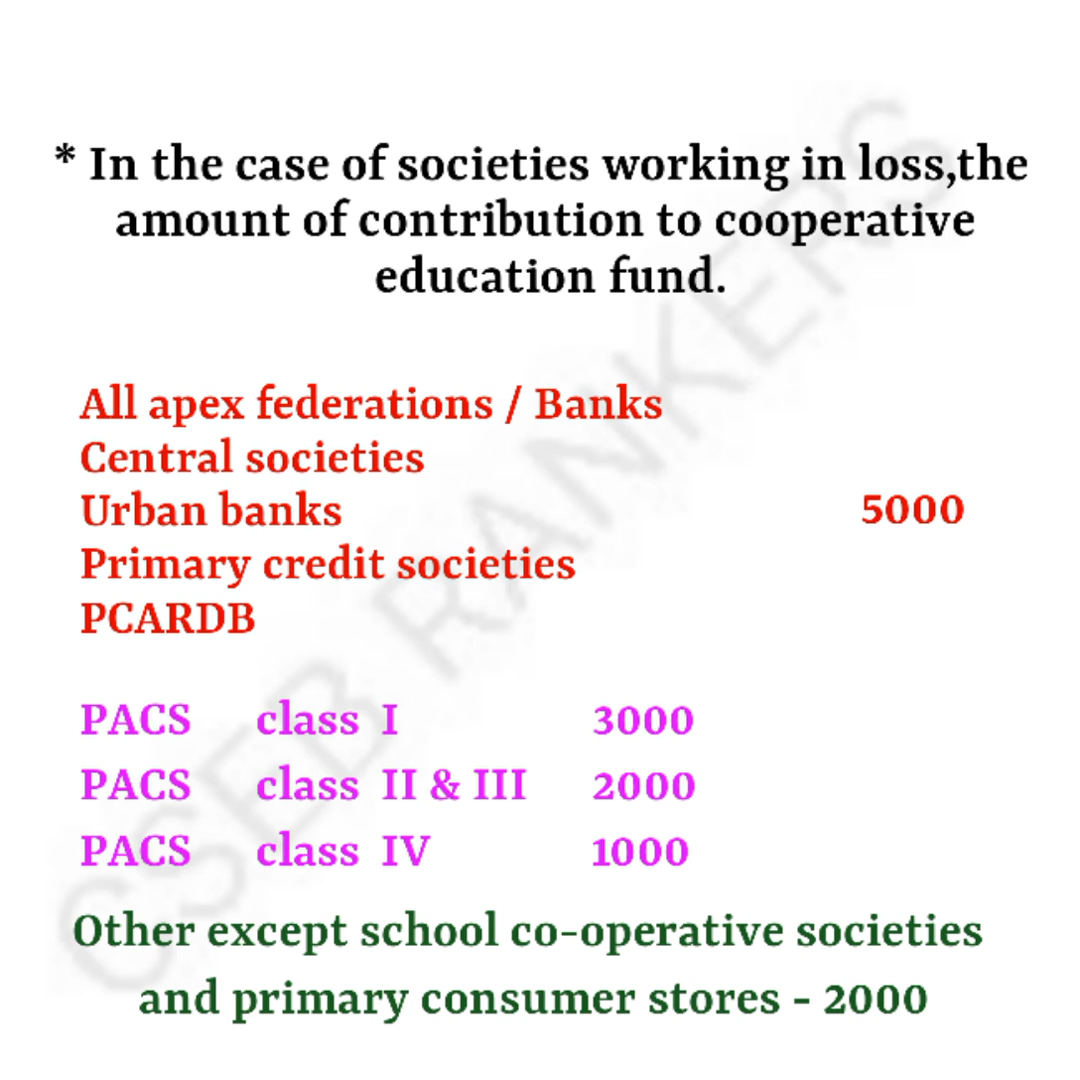 * In the case of societies working in loss,the
amount of contribution to cooperative
education fund.
All apex federations / Banks
Central societies
Urban banks 5000
Primary credit societies
PCARDB
PACS class I 3000
PACS class II & III 2000
PACS class IV 1000
Other except school co-operative societies
and primary consumer stores - 2000
CSEB RANKERS